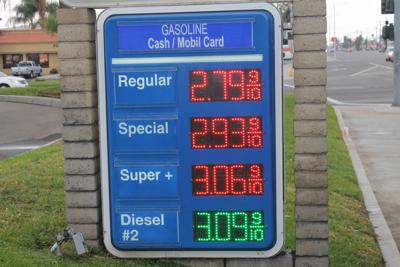 GASOLINE
Cash / Mobil Card
Regular 2.79 9/10
Special 2.93 9/10
Super + 3.06 9/10
Diesel 3.09 9/10
#2